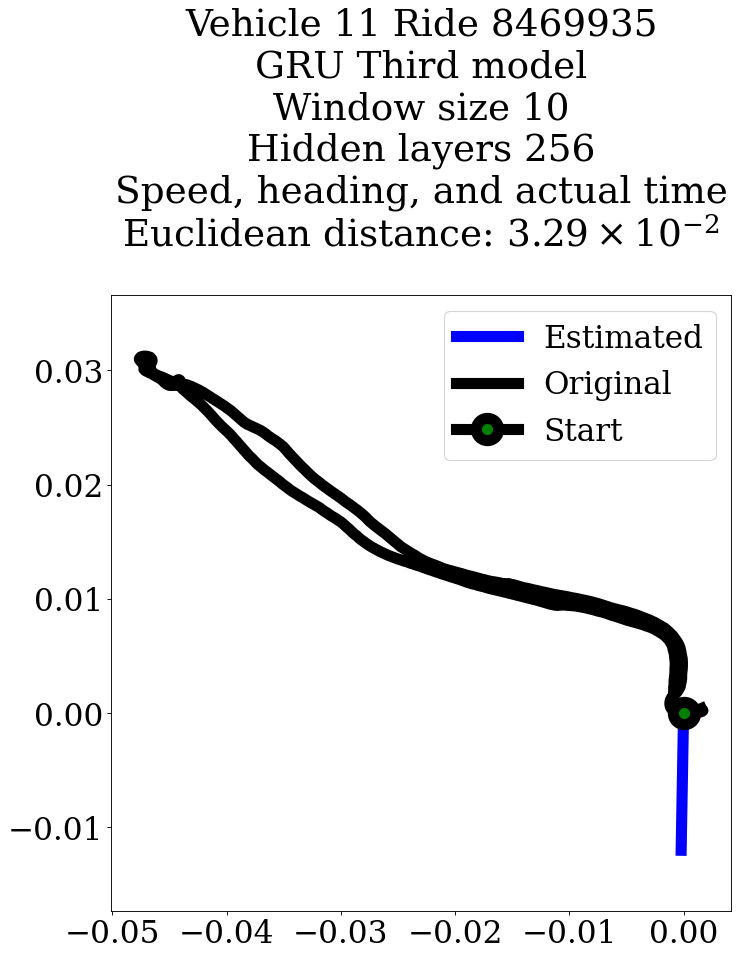 Vehicle 11 Ride 8469935
GRU Third model
Window size 10
Hidden layers 256
Speed, heading, and actual time
Euclidean distance: 3.29 × 10⁻²
Estimated
Original
Start
0.03
0.02
0.01
0.00
−0.01
−0.05 −0.04 −0.03 −0.02 −0.01 0.00